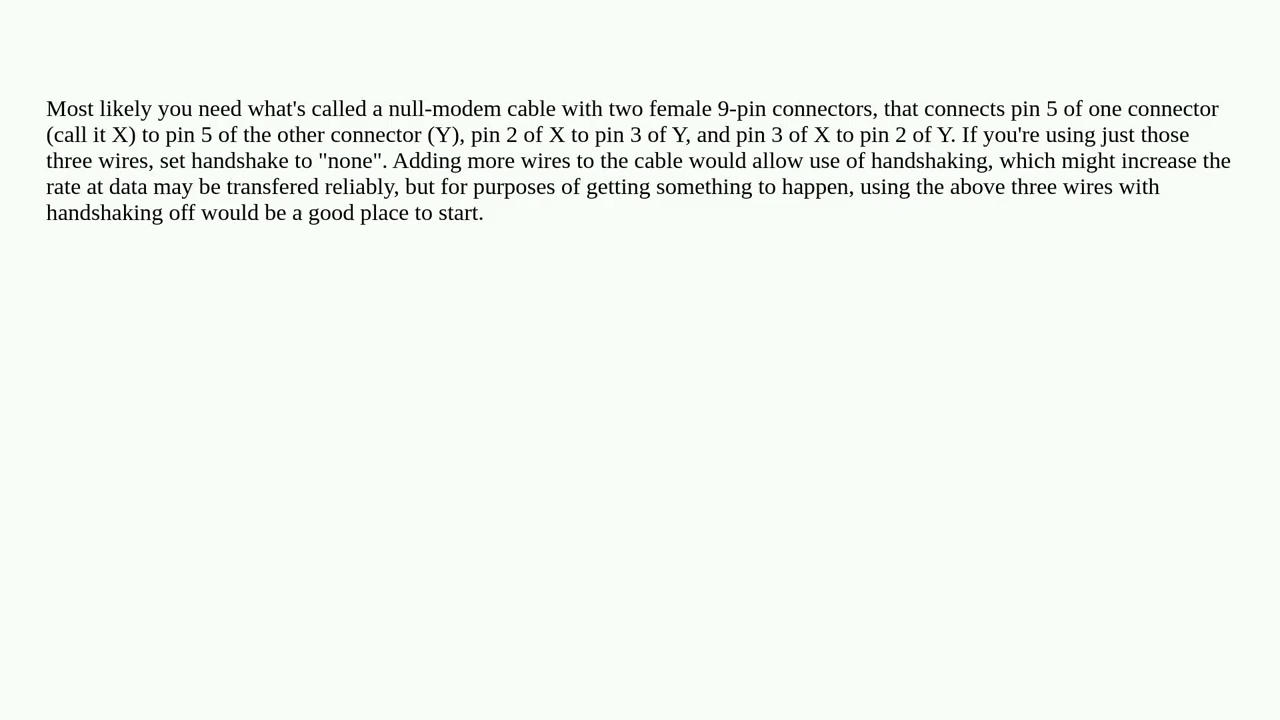 Most likely you need what's called a null-modem cable with two female 9-pin connectors, that connects pin 5 of one connector
(call it X) to pin 5 of the other connector (Y), pin 2 of X to pin 3 of Y, and pin 3 of X to pin 2 of Y. If you're using just those
three wires, set handshake to "none". Adding more wires to the cable would allow use of handshaking, which might increase the
rate at data may be transfered reliably, but for purposes of getting something to happen, using the above three wires with
handshaking off would be a good place to start.